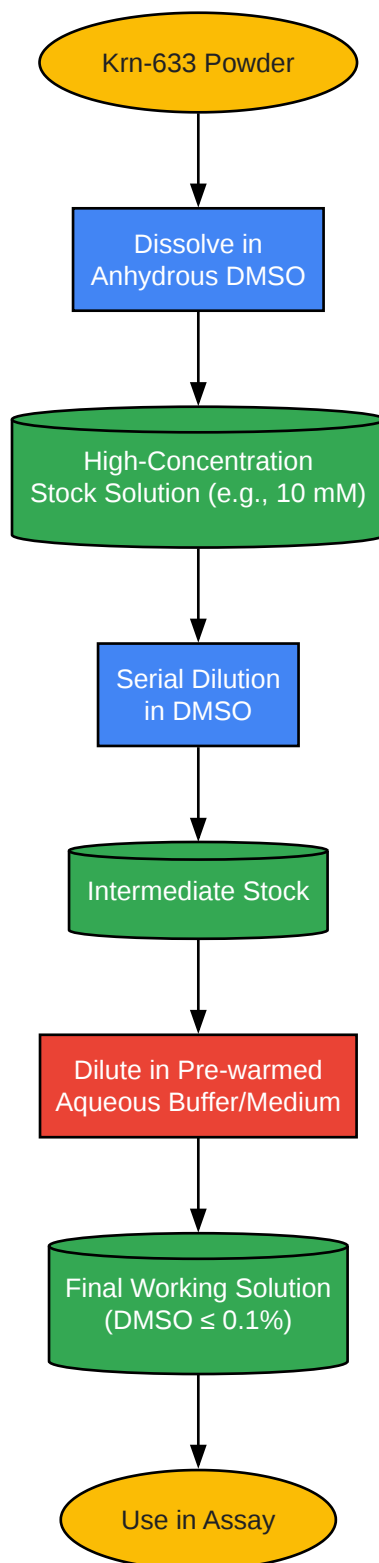 Krn-633 Powder
Dissolve in
Anhydrous DMSO
High-Concentration
Stock Solution (e.g., 10 mM)
Serial Dilution
in DMSO
Intermediate Stock
Dilute in Pre-warmed
Aqueous Buffer/Medium
Final Working Solution
(DMSO ≤ 0.1%)
Use in Assay